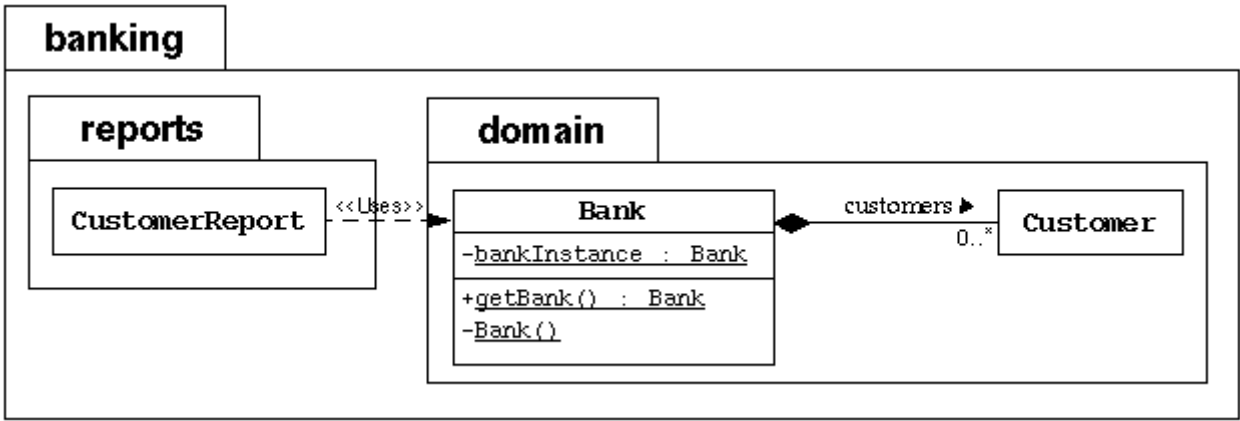 banking
reports
domain
CustomerReport
<<Uses>>
Bank
-bankInstance : Bank
+getBank() : Bank
-Bank()
customers
0..*
Customer